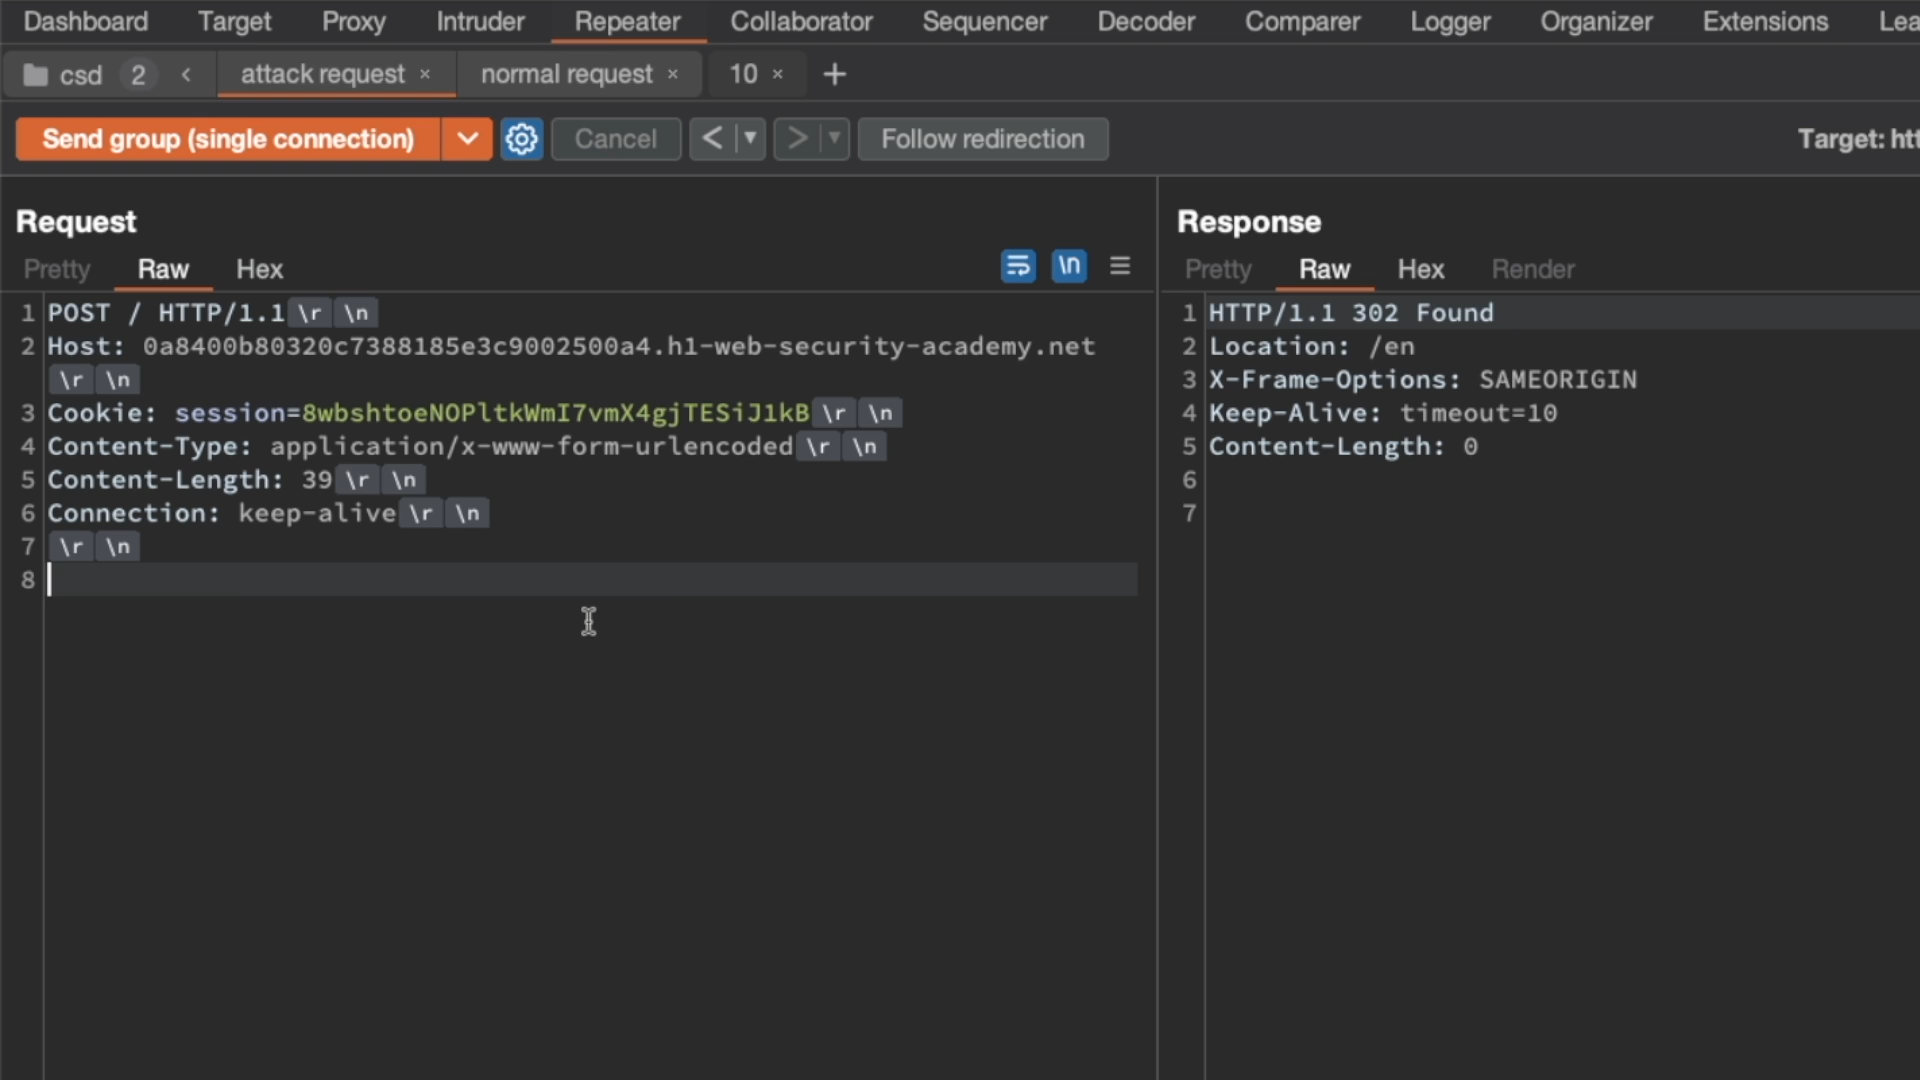 Dashboard Target Proxy Intruder Repeater Collaborator Sequencer Decoder Comparer Logger Organizer Extensions Lea
csd 2 < attack request × normal request × 10 × +
Send group (single connection) Cancel < ▼ > ▼ Follow redirection Target: htt
Request
Pretty Raw Hex \n
1 POST / HTTP/1.1 \r \n
2 Host: 0a8400b80320c7388185e3c9002500a4.h1-web-security-academy.net
\r \n
3 Cookie: session=8wbshtoeNOPltkWmI7vmX4gjTESiJ1kB \r \n
4 Content-Type: application/x-www-form-urlencoded \r \n
5 Content-Length: 39 \r \n
6 Connection: keep-alive \r \n
7 \r \n
8
Response
Pretty Raw Hex Render
1 HTTP/1.1 302 Found
2 Location: /en
3 X-Frame-Options: SAMEORIGIN
4 Keep-Alive: timeout=10
5 Content-Length: 0
6
7